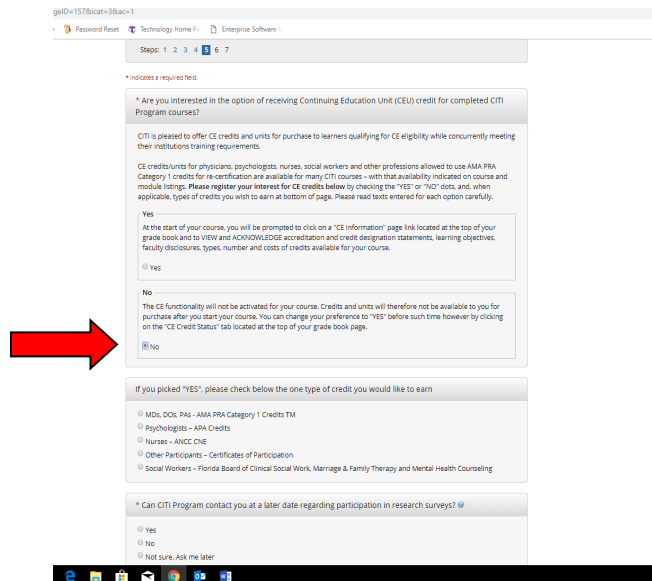 geID=157&icat=3&ac=1
Password Reset Technology Home Pa Enterprise Software
Steps: 1 2 3 4 5 6 7
* indicates a required field.
* Are you interested in the option of receiving Continuing Education Unit (CEU) credit for completed CITI
Program courses?
CITI is pleased to offer CE credits and units for purchase to learners qualifying for CE eligibility while concurrently meeting
their institutions training requirements.
CE credits/units for physicians, psychologists, nurses, social workers and other professions allowed to use AMA PRA
Category 1 credits for re-certification are available for many CITI courses – with that availability indicated on course and
module listings. Please register your interest for CE credits below by checking the "YES" or "NO" dots, and, when
applicable, types of credits you wish to earn at bottom of page. Please read texts entered for each option carefully.
Yes
At the start of your course, you will be prompted to click on a "CE Information" page link located at the top of your
grade book and to VIEW and ACKNOWLEDGE accreditation and credit designation statements, learning objectives,
faculty disclosures, types, number and costs of credits available for your course.
Yes
No
The CE functionality will not be activated for your course. Credits and units will therefore not be available to you for
purchase after you start your course. You can change your preference to "YES" before such time however by clicking
on the "CE Credit Status" tab located at the top of your grade book page.
No
If you picked "YES", please check below the one type of credit you would like to earn
MDs, DOs, PAs - AMA PRA Category 1 Credits TM
Psychologists – APA Credits
Nurses – ANCC CNE
Other Participants – Certificates of Participation
Social Workers – Florida Board of Clinical Social Work, Marriage & Family Therapy and Mental Health Counseling
* Can CITI Program contact you at a later date regarding participation in research surveys?
Yes
No
Not sure. Ask me later